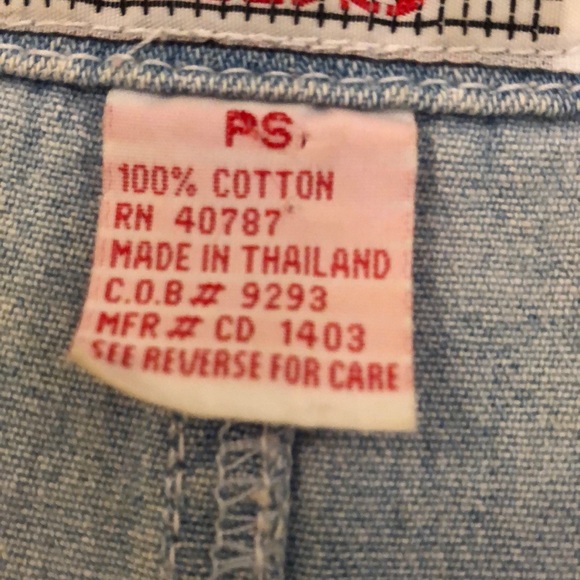 PS
100% COTTON
RN 40787
MADE IN THAILAND
C.O.B # 9293
MFR # CD 1403
SEE REVERSE FOR CARE